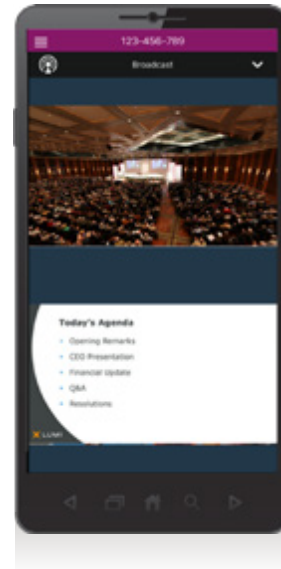 123-456-789
Broadcast
Today's Agenda
Opening Remarks
CEO Presentation
Financial Update
Q&A
Resolutions
LUMI